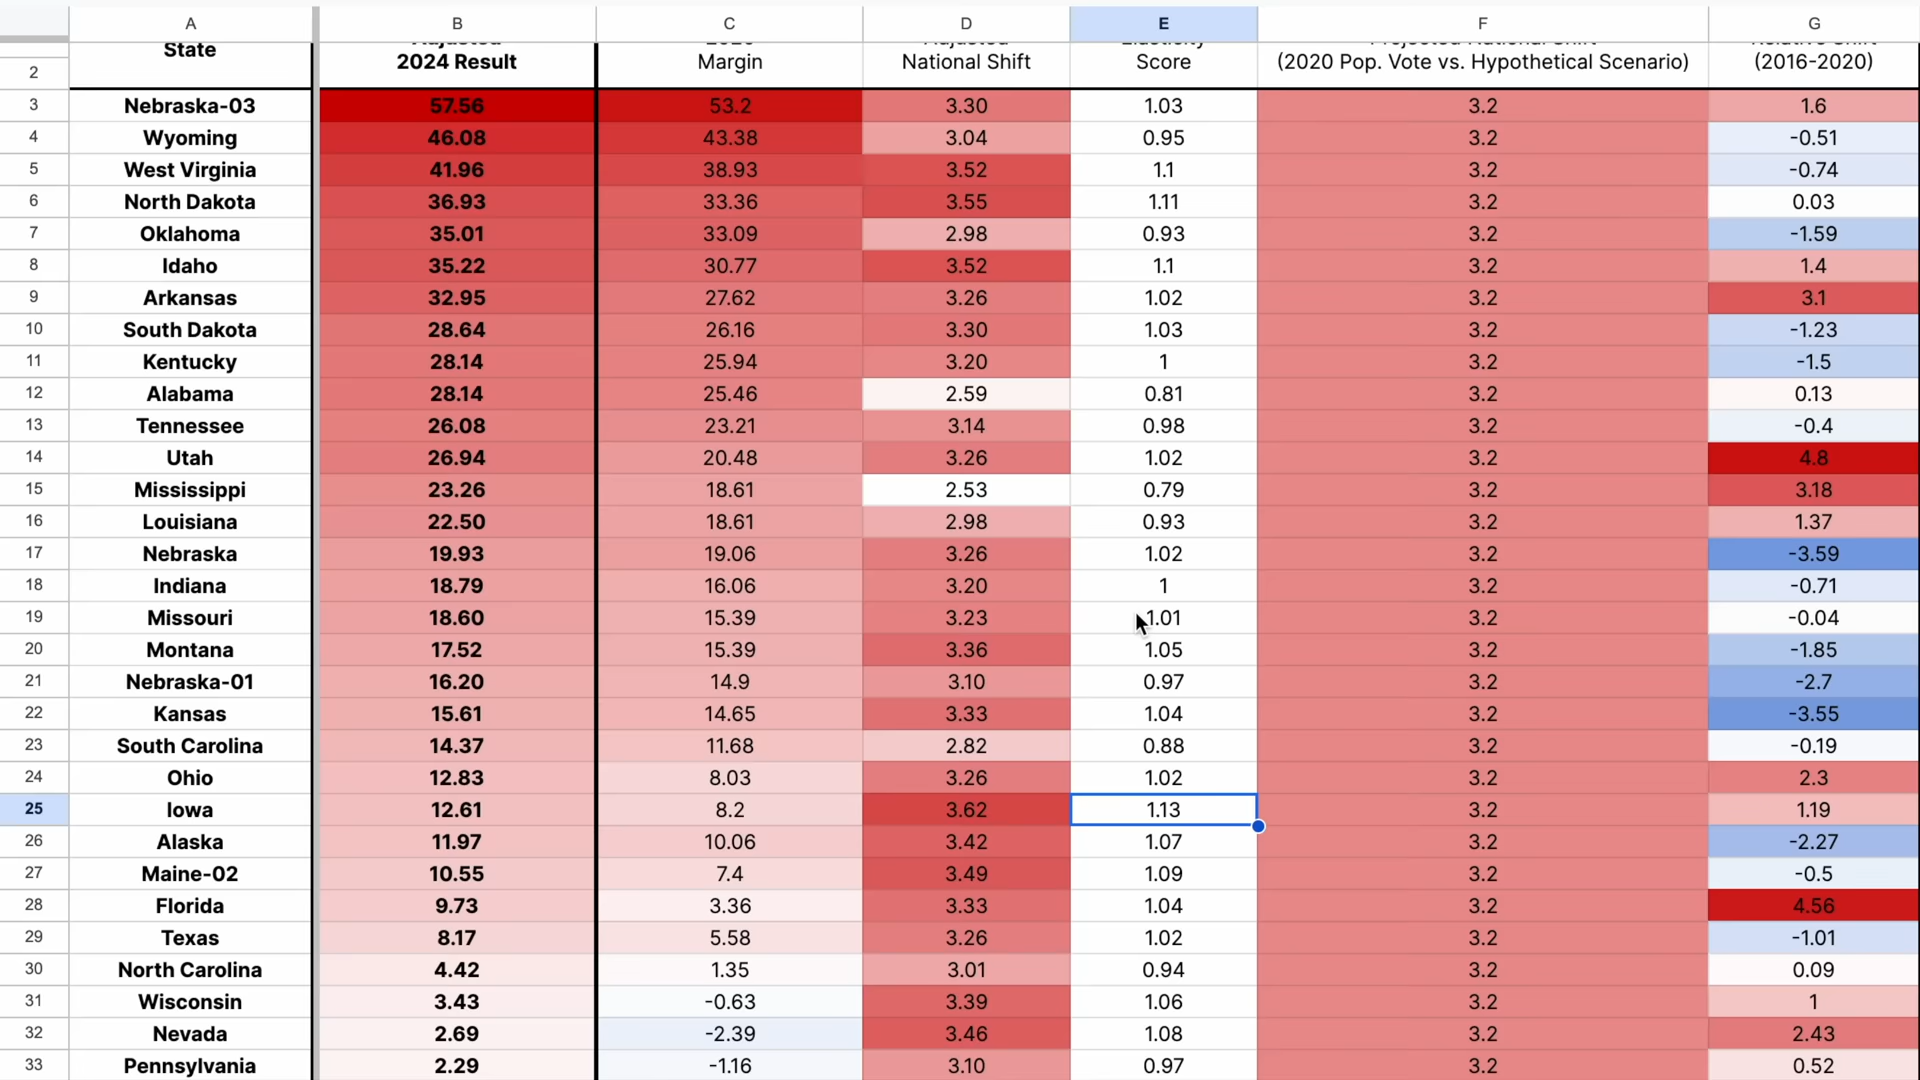 A B C D E F G
State 2024 Result Margin National Shift Score (2020 Pop. Vote vs. Hypothetical Scenario) (2016-2020)
2
3 Nebraska-03 57.56 53.2 3.30 1.03 3.2 1.6
4 Wyoming 46.08 43.38 3.04 0.95 3.2 -0.51
5 West Virginia 41.96 38.93 3.52 1.1 3.2 -0.74
6 North Dakota 36.93 33.36 3.55 1.11 3.2 0.03
7 Oklahoma 35.01 33.09 2.98 0.93 3.2 -1.59
8 Idaho 35.22 30.77 3.52 1.1 3.2 1.4
9 Arkansas 32.95 27.62 3.26 1.02 3.2 3.1
10 South Dakota 28.64 26.16 3.30 1.03 3.2 -1.23
11 Kentucky 28.14 25.94 3.20 1 3.2 -1.5
12 Alabama 28.14 25.46 2.59 0.81 3.2 0.13
13 Tennessee 26.08 23.21 3.14 0.98 3.2 -0.4
14 Utah 26.94 20.48 3.26 1.02 3.2 4.8
15 Mississippi 23.26 18.61 2.53 0.79 3.2 3.18
16 Louisiana 22.50 18.61 2.98 0.93 3.2 1.37
17 Nebraska 19.93 19.06 3.26 1.02 3.2 -3.59
18 Indiana 18.79 16.06 3.20 1 3.2 -0.71
19 Missouri 18.60 15.39 3.23 1.01 3.2 -0.04
20 Montana 17.52 15.39 3.36 1.05 3.2 -1.85
21 Nebraska-01 16.20 14.9 3.10 0.97 3.2 -2.7
22 Kansas 15.61 14.65 3.33 1.04 3.2 -3.55
23 South Carolina 14.37 11.68 2.82 0.88 3.2 -0.19
24 Ohio 12.83 8.03 3.26 1.02 3.2 2.3
25 Iowa 12.61 8.2 3.62 1.13 3.2 1.19
26 Alaska 11.97 10.06 3.42 1.07 3.2 -2.27
27 Maine-02 10.55 7.4 3.49 1.09 3.2 -0.5
28 Florida 9.73 3.36 3.33 1.04 3.2 4.56
29 Texas 8.17 5.58 3.26 1.02 3.2 -1.01
30 North Carolina 4.42 1.35 3.01 0.94 3.2 0.09
31 Wisconsin 3.43 -0.63 3.39 1.06 3.2 1
32 Nevada 2.69 -2.39 3.46 1.08 3.2 2.43
33 Pennsylvania 2.29 -1.16 3.10 0.97 3.2 0.52